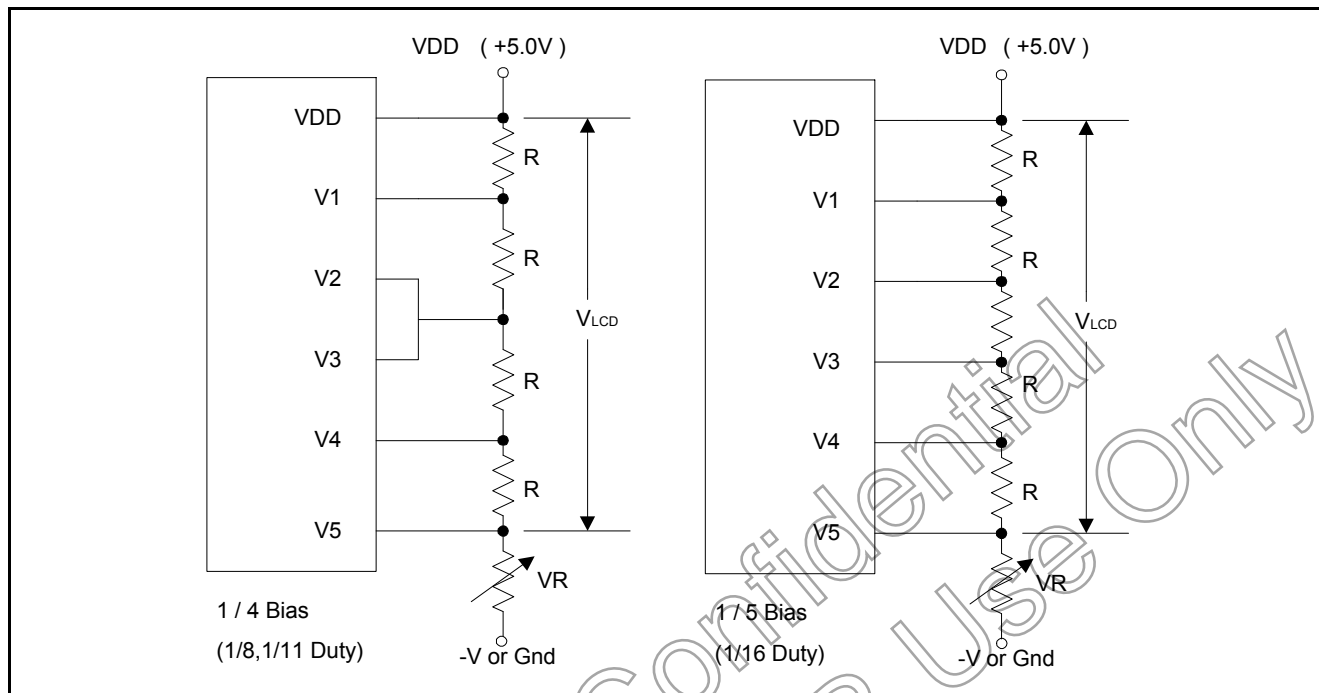 VDD ( +5.0V )
VDD
R
V1
R
V2
VLCD
V3
R
V4
R
V5
VR
1 / 4 Bias
(1/8,1/11 Duty)
-V or Gnd
VDD ( +5.0V )
VDD
R
V1
R
V2
VLCD
V3
R
V4
R
V5
VR
1 / 5 Bias
(1/16 Duty)
-V or Gnd
Confidential
Use Only